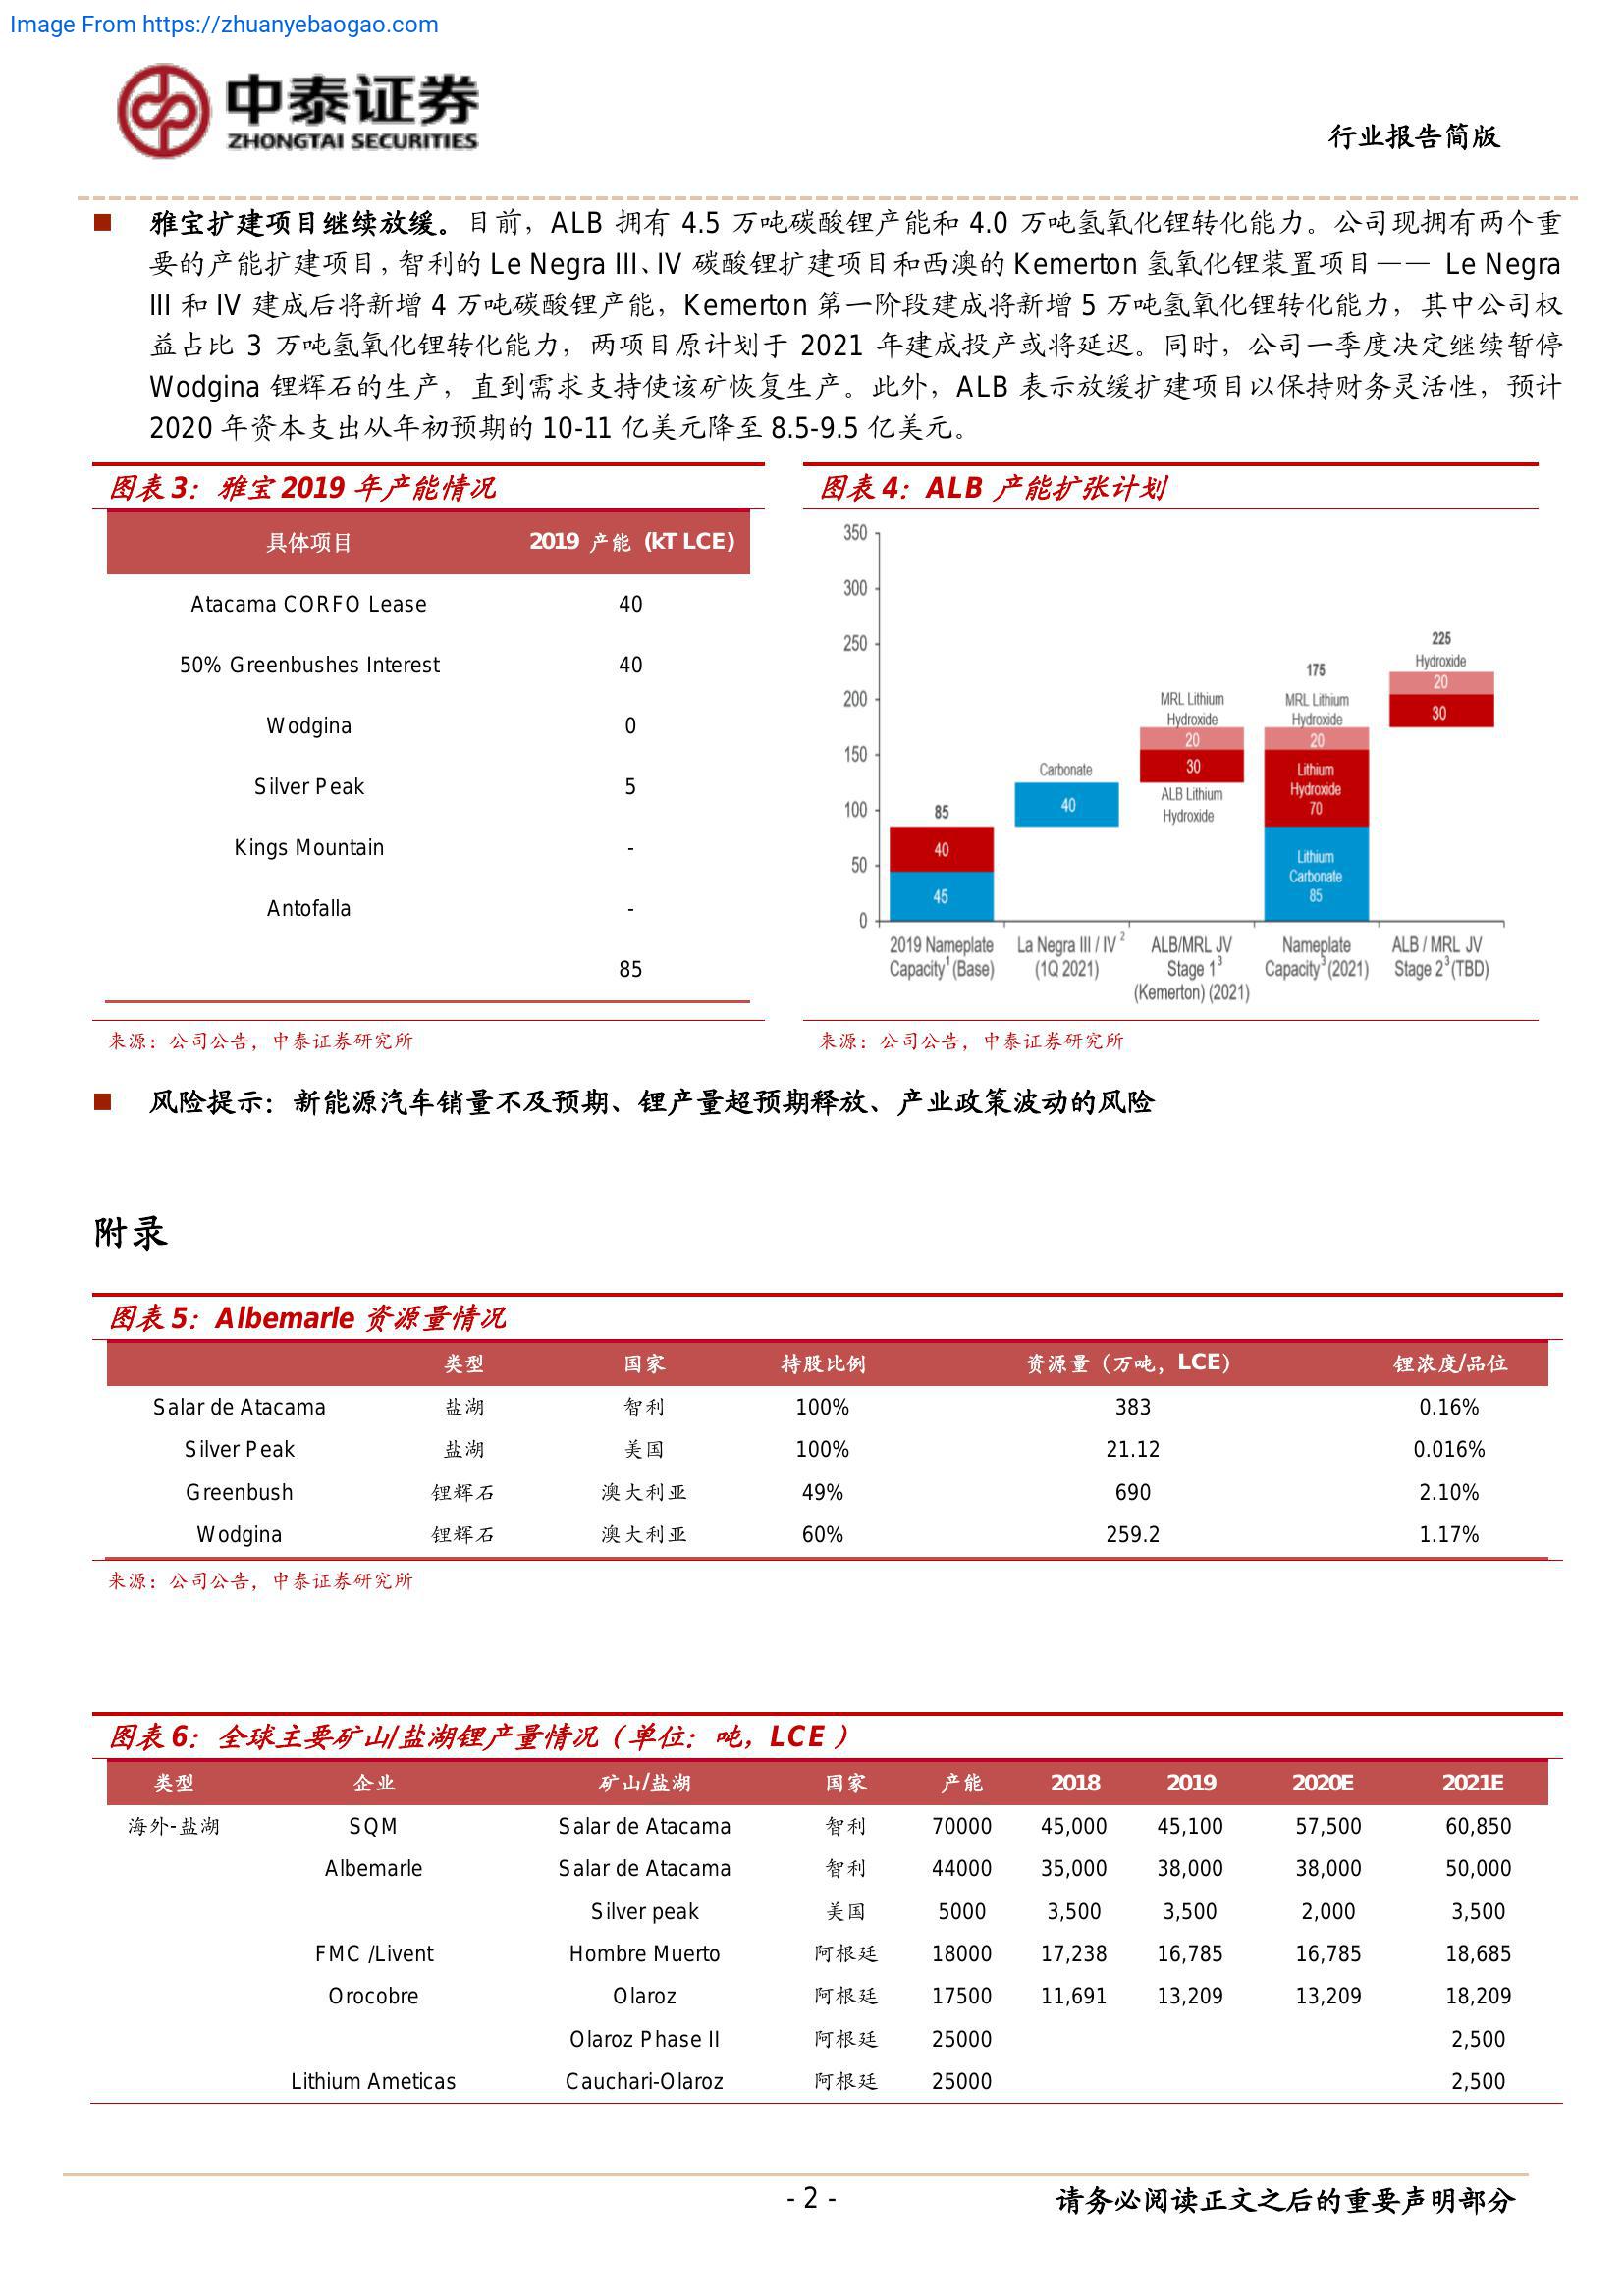 Image From https://zhuanyebaogao.com
中泰证券
ZHONGTAI SECURITIES
行业报告简版
雅宝扩建项目继续放缓。目前，ALB 拥有 4.5 万吨碳酸锂产能和 4.0 万吨氢氧化锂转化能力。公司现拥有两个重
要的产能扩建项目，智利的 Le Negra III、IV 碳酸锂扩建项目和西澳的 Kemerton 氢氧化锂装置项目—— Le Negra
III 和 IV 建成后将新增 4 万吨碳酸锂产能，Kemerton 第一阶段建成将新增 5 万吨氢氧化锂转化能力，其中公司权
益占比 3 万吨氢氧化锂转化能力，两项目原计划于 2021 年建成投产或将延迟。同时，公司一季度决定继续暂停
Wodgina 锂辉石的生产，直到需求支持使该矿恢复生产。此外，ALB 表示放缓扩建项目以保持财务灵活性，预计
2020 年资本支出从年初预期的 10-11 亿美元降至 8.5-9.5 亿美元。
图表 3：雅宝 2019 年产能情况
具体项目 2019 产能 (kT LCE)
Atacama CORFO Lease 40
50% Greenbushes Interest 40
Wodgina 0
Silver Peak 5
Kings Mountain -
Antofalla -
85
来源：公司公告，中泰证券研究所
图表 4：ALB 产能扩张计划
350
300
250
200
150
100
50
0
85
40
45
Carbonate
40
MRL Lithium
Hydroxide
20
30
ALB Lithium
Hydroxide
175
MRL Lithium
Hydroxide
20
Lithium
Hydroxide
70
Lithium
Carbonate
85
225
Hydroxide
20
30
2019 Nameplate
Capacity1 (Base)
La Negra III / IV 2
(1Q 2021)
ALB/MRL JV
Stage 1 3
(Kemerton) (2021)
Nameplate
Capacity3 (2021)
ALB / MRL JV
Stage 2 3 (TBD)
来源：公司公告，中泰证券研究所
风险提示：新能源汽车销量不及预期、锂产量超预期释放、产业政策波动的风险
附录
图表 5：Albemarle 资源量情况
类型 国家 持股比例 资源量（万吨，LCE） 锂浓度/品位
Salar de Atacama 盐湖 智利 100% 383 0.16%
Silver Peak 盐湖 美国 100% 21.12 0.016%
Greenbush 锂辉石 澳大利亚 49% 690 2.10%
Wodgina 锂辉石 澳大利亚 60% 259.2 1.17%
来源：公司公告，中泰证券研究所
图表 6：全球主要矿山/盐湖锂产量情况（单位：吨，LCE ）
类型 企业 矿山/盐湖 国家 产能 2018 2019 2020E 2021E
海外-盐湖 SQM Salar de Atacama 智利 70000 45,000 45,100 57,500 60,850
Albemarle Salar de Atacama 智利 44000 35,000 38,000 38,000 50,000
Silver peak 美国 5000 3,500 3,500 2,000 3,500
FMC /Livent Hombre Muerto 阿根廷 18000 17,238 16,785 16,785 18,685
Orocobre Olaroz 阿根廷 17500 11,691 13,209 13,209 18,209
Olaroz Phase II 阿根廷 25000 2,500
Lithium Ameticas Cauchari-Olaroz 阿根廷 25000 2,500
- 2 -
请务必阅读正文之后的重要声明部分